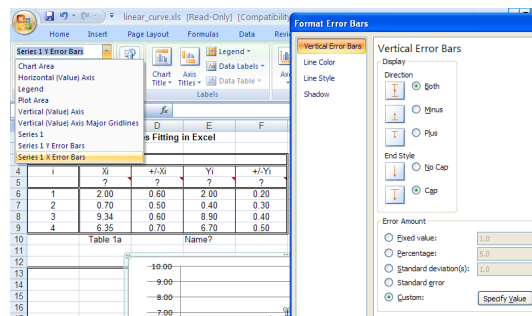 linear_curve.xls [Read-Only] [Compatibility
Home Insert Page Layout Formulas Data Revi
Series 1 Y Error Bars
Chart Area
Horizontal (Value) Axis
Legend
Plot Area
Vertical (Value) Axis
Vertical (Value) Axis Major Gridlines
Series 1
Series 1 Y Error Bars
Series 1 X Error Bars
Chart Title
Axis Titles
Legend
Data Labels
Data Table
Labels
fx
D E F
es Fitting in Excel
4 i Xi +/-Xi Yi +/-Yi
5 ? ? ? ?
6 1 2.00 0.60 2.00 0.20
7 2 0.70 0.50 0.40 0.30
8 3 9.34 0.60 8.90 0.40
9 4 6.35 0.70 6.70 0.50
10 Table 1a Name?
11
12
13
14
15
16
10.00
9.00
8.00
7.00
Format Error Bars
Vertical Error Bars
Line Color
Line Style
Shadow
Vertical Error Bars
Display
Direction
Both
Minus
Plus
End Style
No Cap
Cap
Error Amount
Fixed value: 1.0
Percentage: 5.0
Standard deviation(s): 1.0
Standard error
Custom: Specify Value